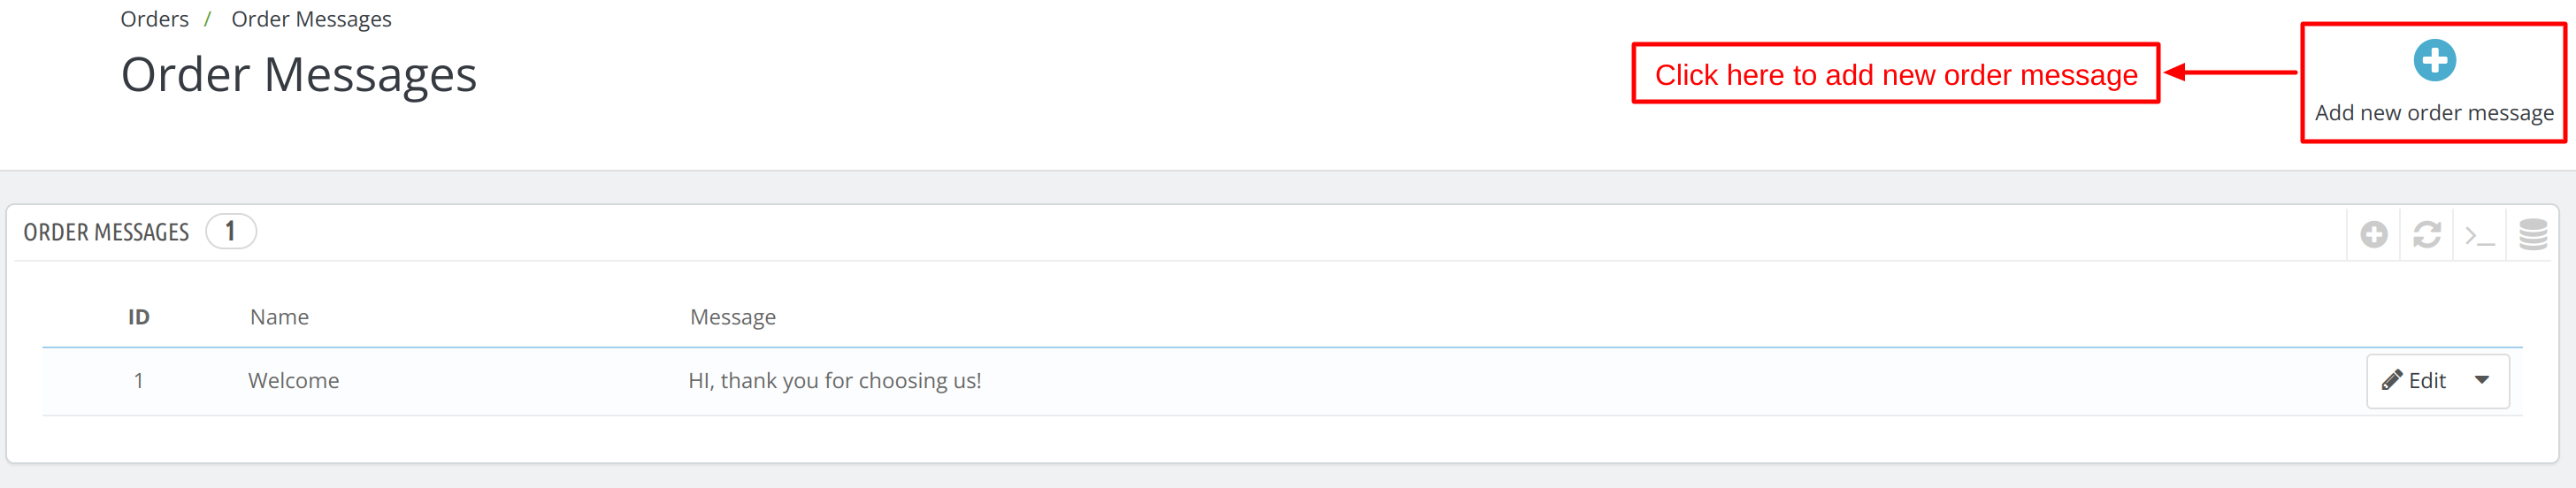 Orders / Order Messages
Order Messages
Click here to add new order message
Add new order message
ORDER MESSAGES 1
ID Name Message
1 Welcome HI, thank you for choosing us! Edit